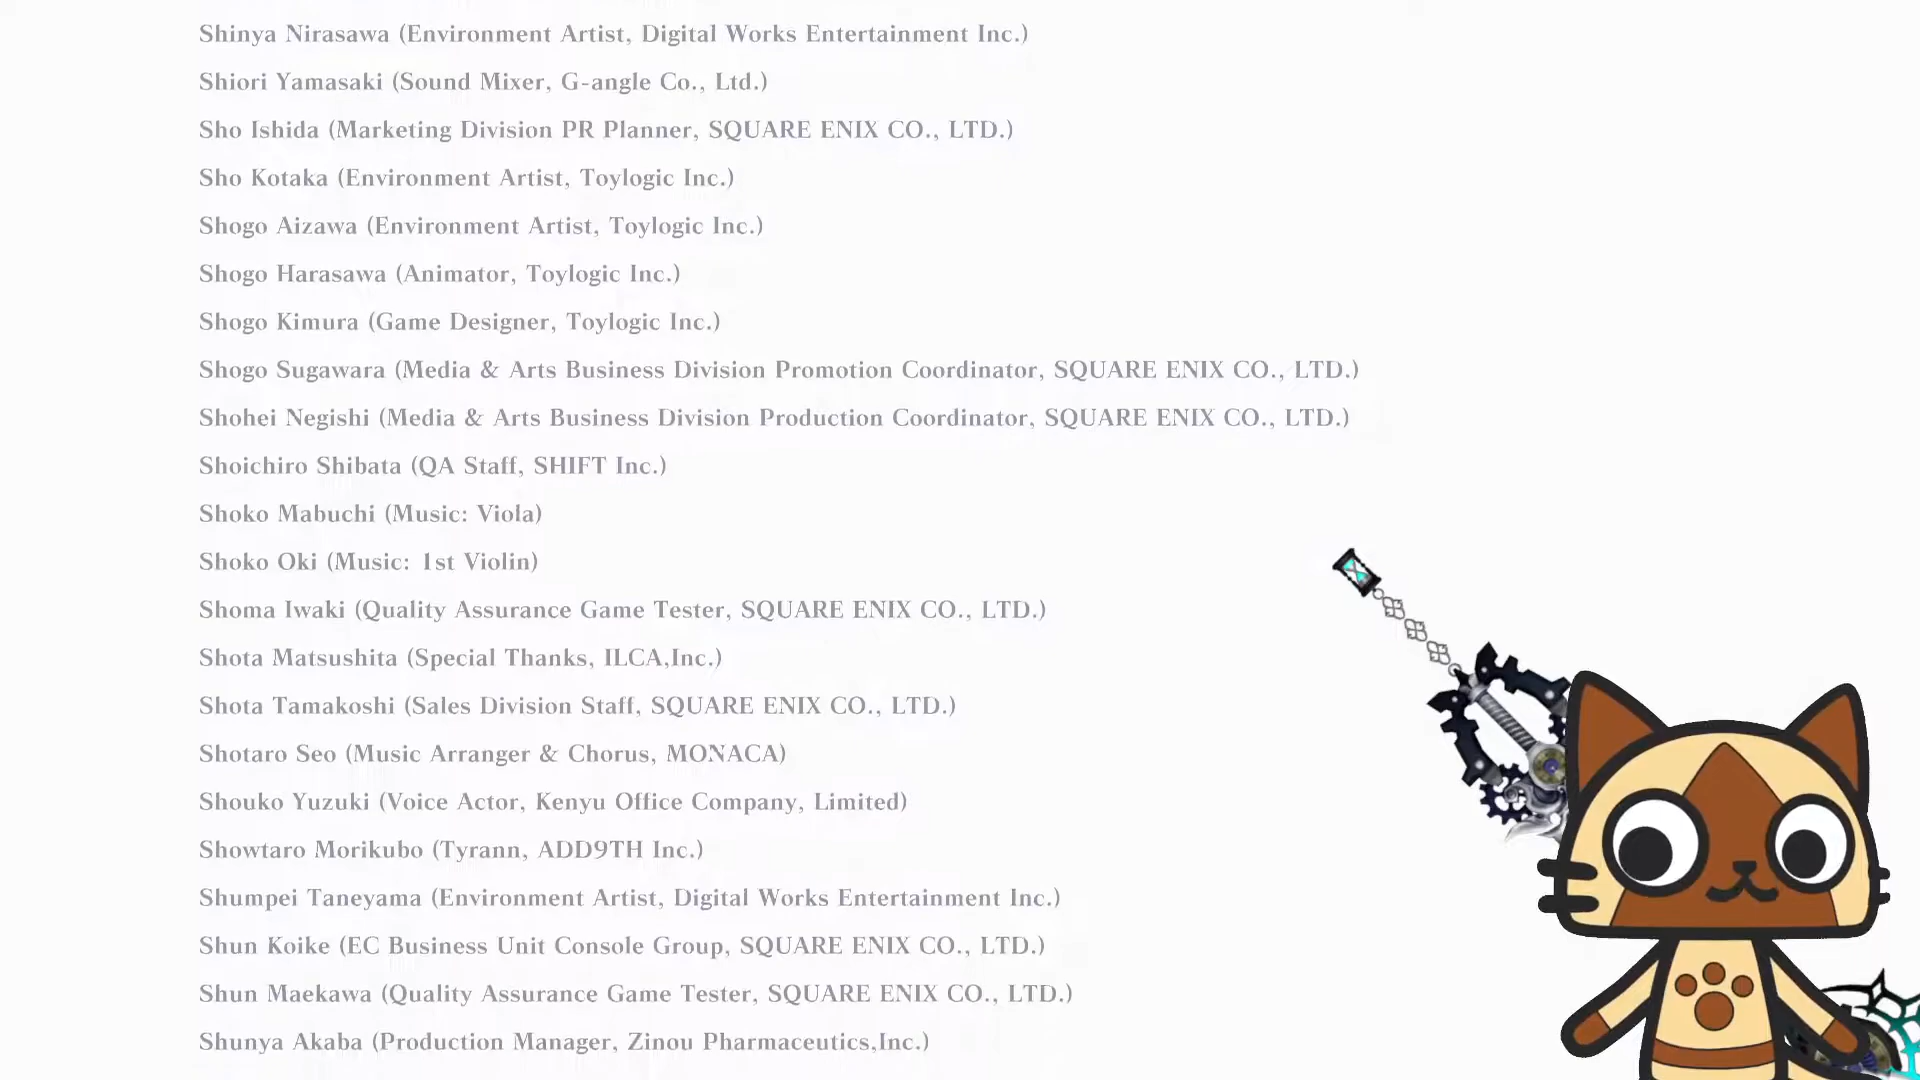 Shinya Nirasawa (Environment Artist, Digital Works Entertainment Inc.)
Shiori Yamasaki (Sound Mixer, G-angle Co., Ltd.)
Sho Ishida (Marketing Division PR Planner, SQUARE ENIX CO., LTD.)
Sho Kotaka (Environment Artist, Toylogic Inc.)
Shogo Aizawa (Environment Artist, Toylogic Inc.)
Shogo Harasawa (Animator, Toylogic Inc.)
Shogo Kimura (Game Designer, Toylogic Inc.)
Shogo Sugawara (Media & Arts Business Division Promotion Coordinator, SQUARE ENIX CO., LTD.)
Shohei Negishi (Media & Arts Business Division Production Coordinator, SQUARE ENIX CO., LTD.)
Shoichiro Shibata (QA Staff, SHIFT Inc.)
Shoko Mabuchi (Music: Viola)
Shoko Oki (Music: 1st Violin)
Shoma Iwaki (Quality Assurance Game Tester, SQUARE ENIX CO., LTD.)
Shota Matsushita (Special Thanks, ILCA,Inc.)
Shota Tamakoshi (Sales Division Staff, SQUARE ENIX CO., LTD.)
Shotaro Seo (Music Arranger & Chorus, MONACA)
Shouko Yuzuki (Voice Actor, Kenyu Office Company, Limited)
Showtaro Morikubo (Tyrann, ADD9TH Inc.)
Shumpei Taneyama (Environment Artist, Digital Works Entertainment Inc.)
Shun Koike (EC Business Unit Console Group, SQUARE ENIX CO., LTD.)
Shun Maekawa (Quality Assurance Game Tester, SQUARE ENIX CO., LTD.)
Shunya Akaba (Production Manager, Zinou Pharmaceutics,Inc.)